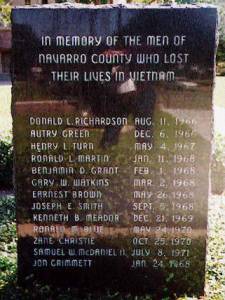 IN MEMORY OF THE MEN OF
NAVARRO COUNTY WHO LOST
THEIR LIVES IN VIETNAM
DONALD L. RICHARDSON AUG. 11, 1966
AUTRY GREEN DEC. 6, 1966
HENRY L. TURN MAY 4, 1967
RONALD L. MARTIN JAN. 11, 1968
BENJAMIN D. GRANT FEB. 1, 1968
GARY W. WATKINS MAR. 2, 1968
EARNEST BROWN MAY 26, 1968
JOSEPH E. SMITH SEPT. 5, 1968
KENNETH B. MEADOR DEC. 21, 1969
RONALD M. BLUE MAY 24, 1970
ZANE CHRISTIE OCT. 25, 1970
SAMUEL W. McDANIEL II JULY 8, 1971
JON GRIMMETT JAN. 24, 1968